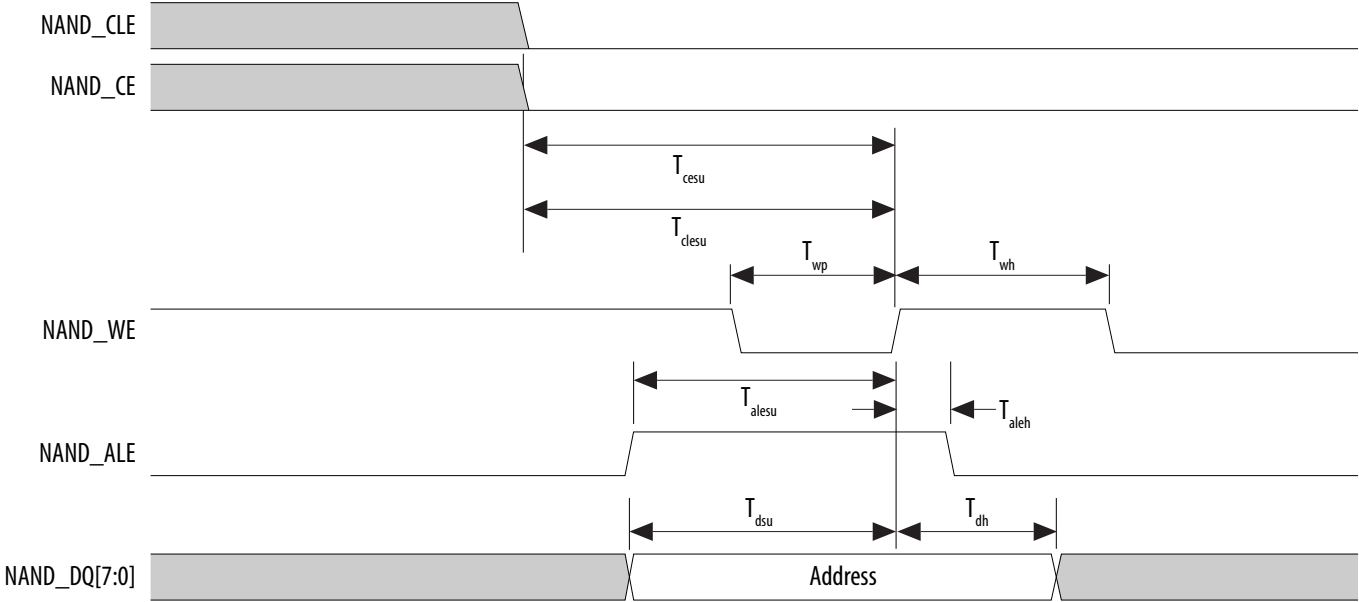 NAND_CLE
NAND_CE
Tcesu
Tclesu
Twp
Twh
NAND_WE
Talesu
Taleh
NAND_ALE
Tdsu
Tdh
NAND_DQ[7:0]
Address